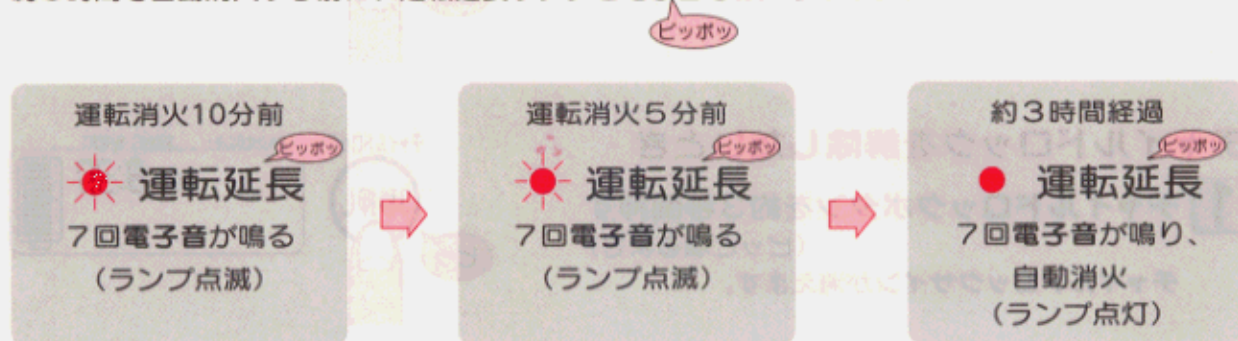 ピッポッ
運転消火10分前
ピッポッ
運転延長
7回電子音が鳴る
(ランプ点滅)
運転消火5分前
ピッポッ
運転延長
7回電子音が鳴る
(ランプ点滅)
約3時間経過
ピッポッ
運転延長
7回電子音が鳴り、
自動消火
(ランプ点灯)